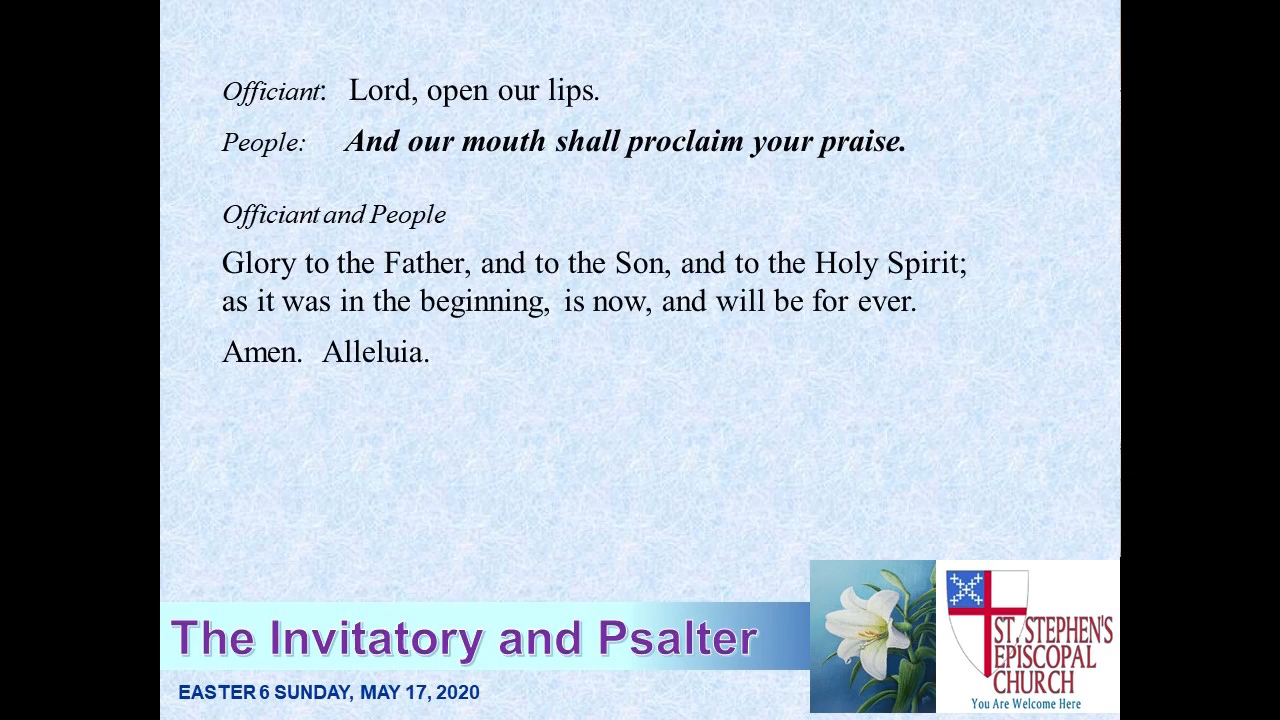 Officiant: Lord, open our lips.
People: And our mouth shall proclaim your praise.
Officiant and People
Glory to the Father, and to the Son, and to the Holy Spirit;
as it was in the beginning, is now, and will be for ever.
Amen. Alleluia.
The Invitatory and Psalter
EASTER 6 SUNDAY, MAY 17, 2020
ST. STEPHEN'S
EPISCOPAL
CHURCH
You Are Welcome Here